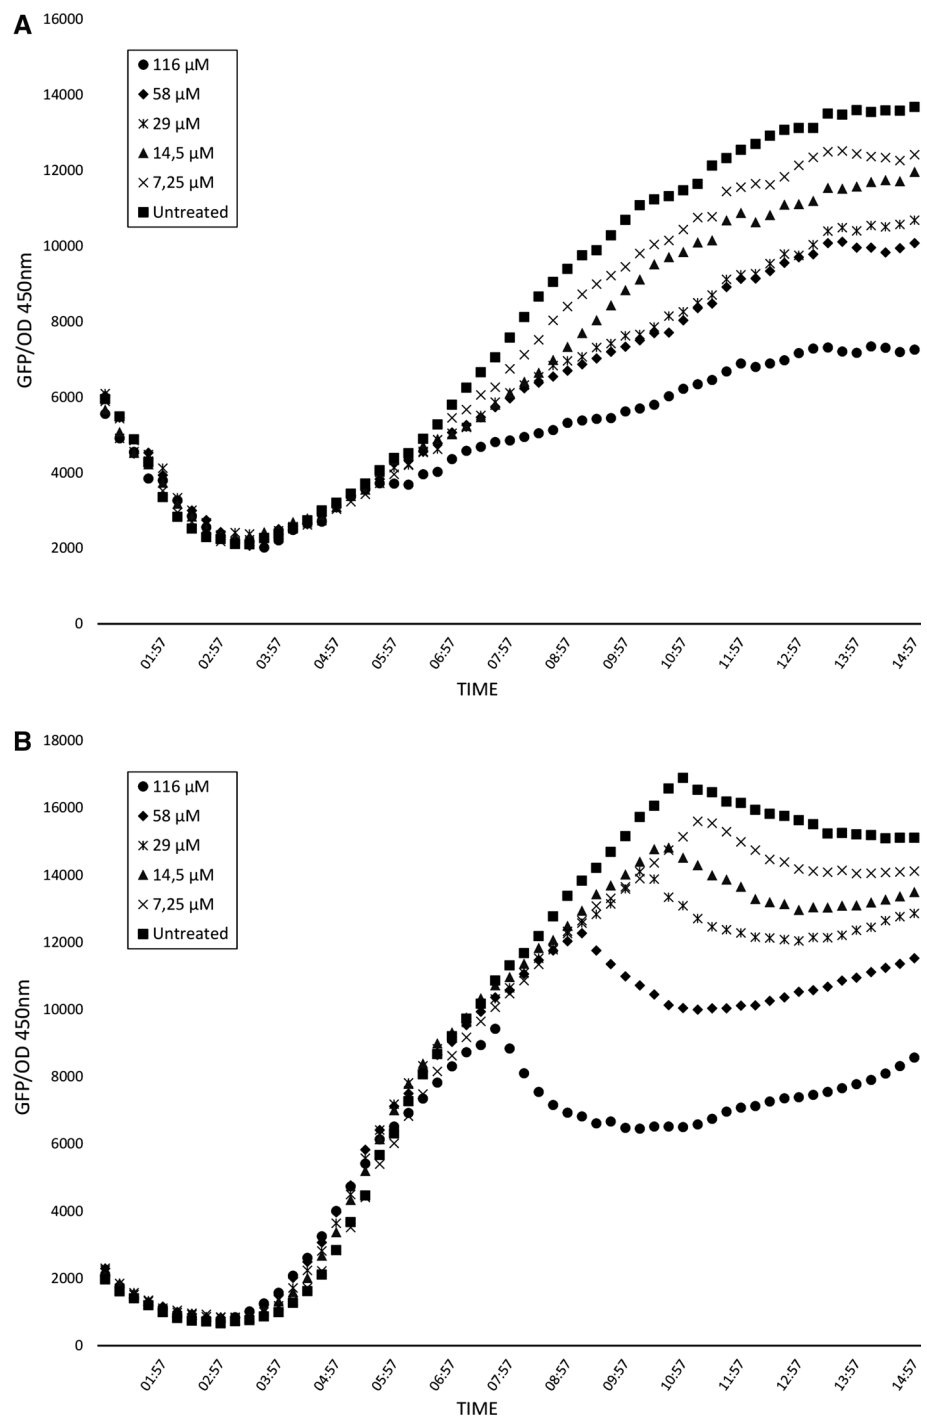 A
16000
14000
12000
10000
8000
6000
4000
2000
0
GFP/OD 450nm
116 μM
58 μM
29 μM
14,5 μM
7,25 μM
Untreated
01:57
02:57
03:57
04:57
05:57
06:57
07:57
08:57
09:57
10:57
11:57
12:57
13:57
14:57
TIME
B
18000
16000
14000
12000
10000
8000
6000
4000
2000
0
GFP/OD 450nm
116 μM
58 μM
29 μM
14,5 μM
7,25 μM
Untreated
01:57
02:57
03:57
04:57
05:57
06:57
07:57
08:57
09:57
10:57
11:57
12:57
13:57
14:57
TIME